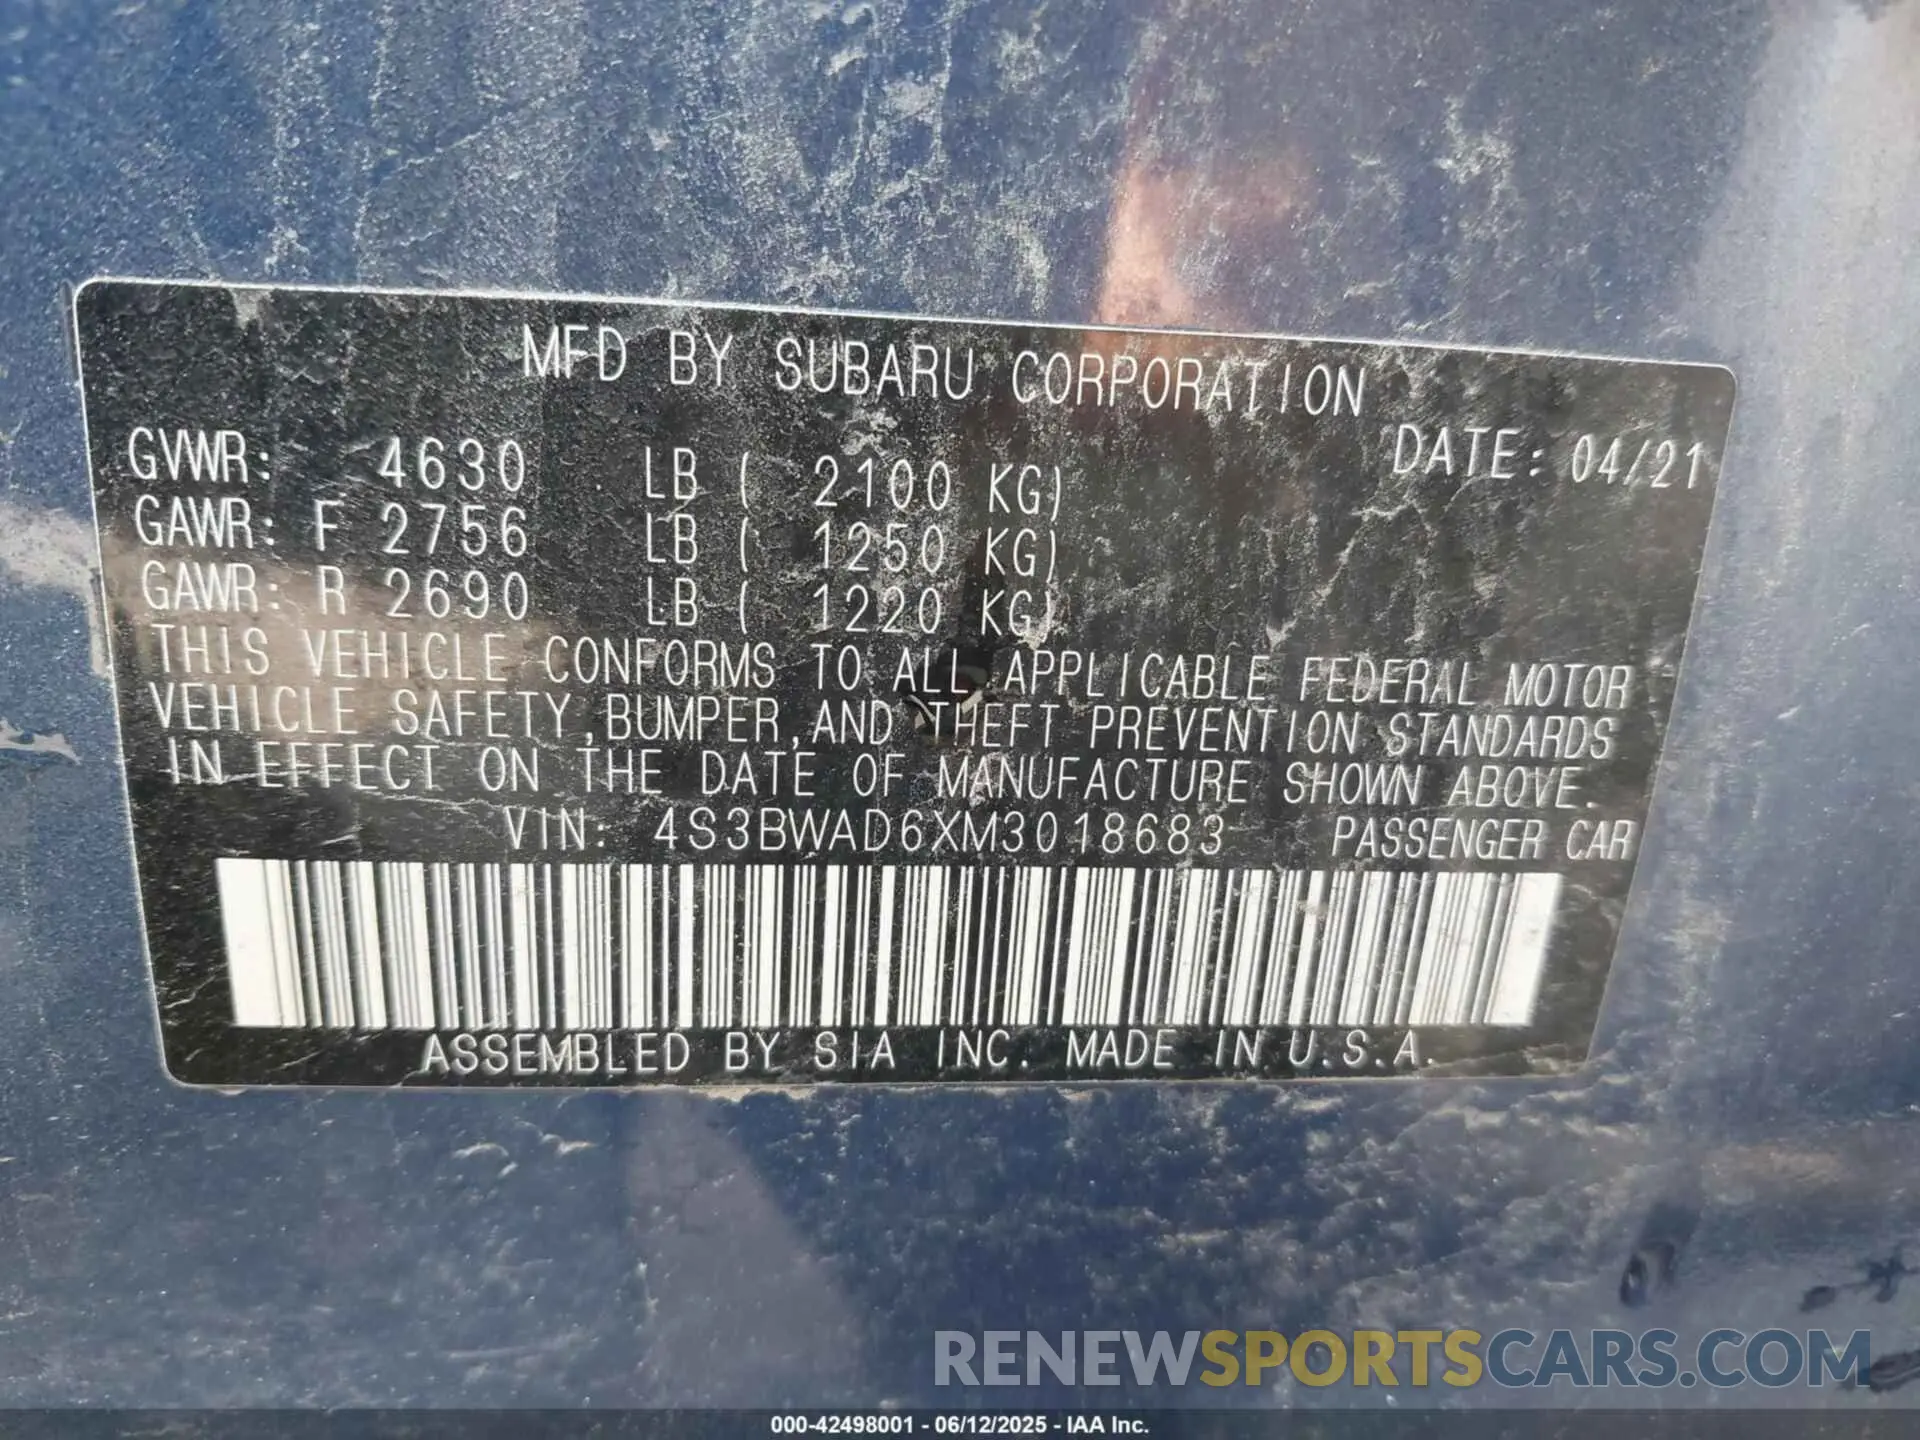 MFD BY SUBARU CORPORATION
DATE: 04/21
GVWR: 4630 LB ( 2100 KG)
GAWR: F 2756 LB ( 1250 KG)
GAWR: R 2690 LB ( 1220 KG)
THIS VEHICLE CONFORMS TO ALL APPLICABLE FEDERAL MOTOR
VEHICLE SAFETY,BUMPER,AND THEFT PREVENTION STANDARDS
IN EFFECT ON THE DATE OF MANUFACTURE SHOWN ABOVE.
VIN: 4S3BWAD6XM3018683 PASSENGER CAR
ASSEMBLED BY SIA INC. MADE IN U.S.A.
RENEWSPORTSCARS.COM
000-42498001 - 06/12/2025 - IAA Inc.